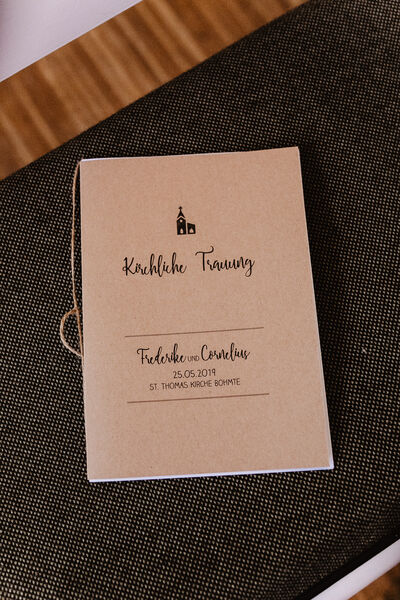 Kirchliche Trauung
Frederike UND Cornelius
25.05.2019
ST. THOMAS KIRCHE BOHMTE